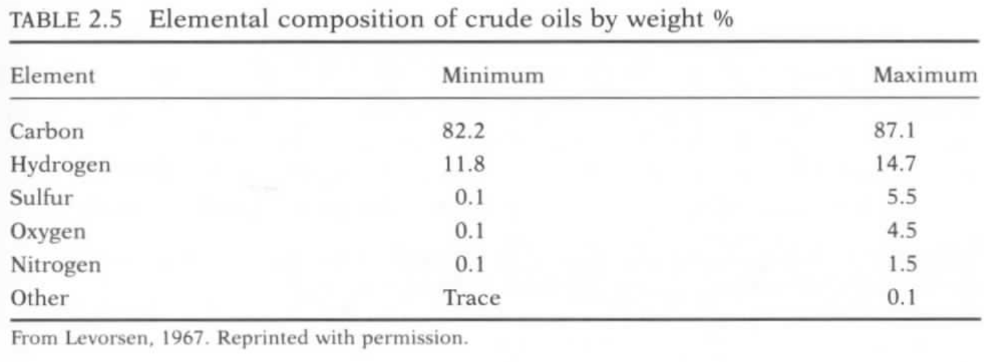 TABLE 2.5 Elemental composition of crude oils by weight %
Element Minimum Maximum
Carbon 82.2 87.1
Hydrogen 11.8 14.7
Sulfur 0.1 5.5
Oxygen 0.1 4.5
Nitrogen 0.1 1.5
Other Trace 0.1
From Levorsen, 1967. Reprinted with permission.